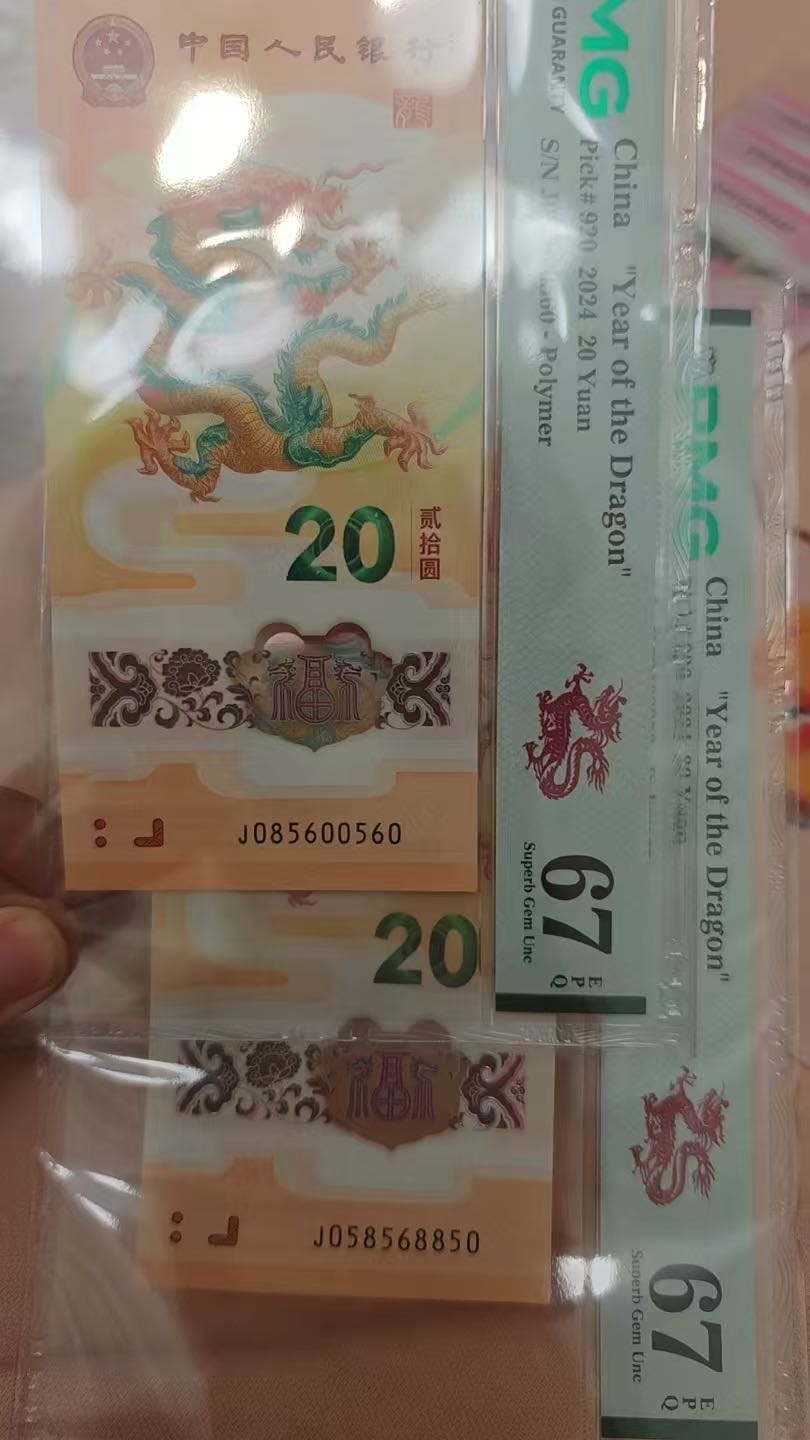 中国人民银行
20
贰拾圆
J085600560
MG
GUARANTY
China "Year of the Dragon"
Pick# 920 2024 20 Yuan
S/N - Polymer
67
EPQ
Superb Gem Unc
20
J058568850
PMG
China "Year of the Dragon"
67
EPQ
Superb Gem Unc